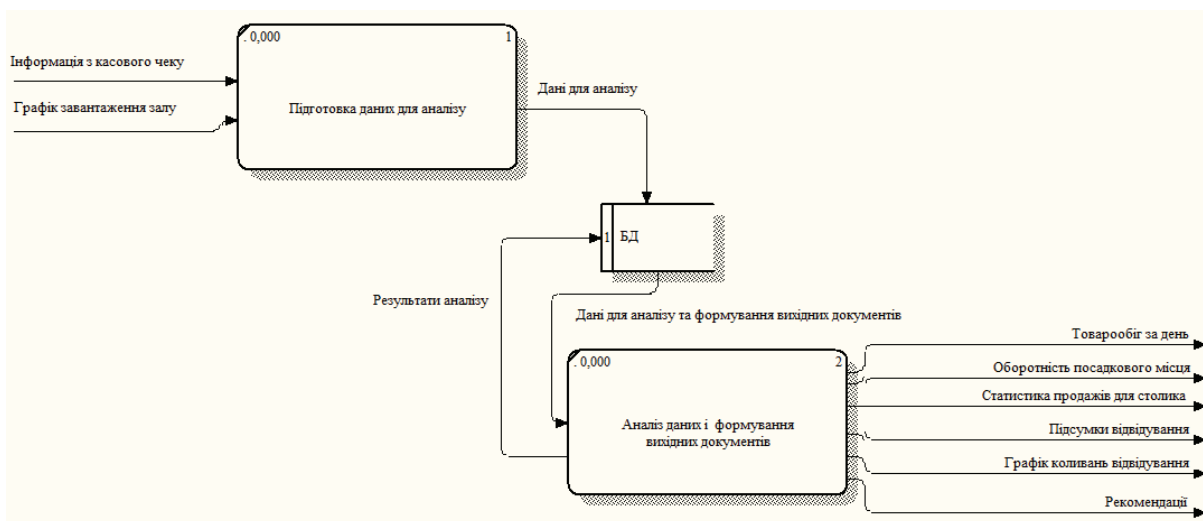 . 0,000
1
Інформація з касового чеку
Графік завантаження залу
Підготовка даних для аналізу
Дані для аналізу
1
БД
Результати аналізу
Дані для аналізу та формування вихідних документів
. 0,000
2
Аналіз даних і формування
вихідних документів
Товарообіг за день
Оборотність посадкового місця
Статистика продажів для столика
Підсумки відвідування
Графік коливань відвідування
Рекомендації